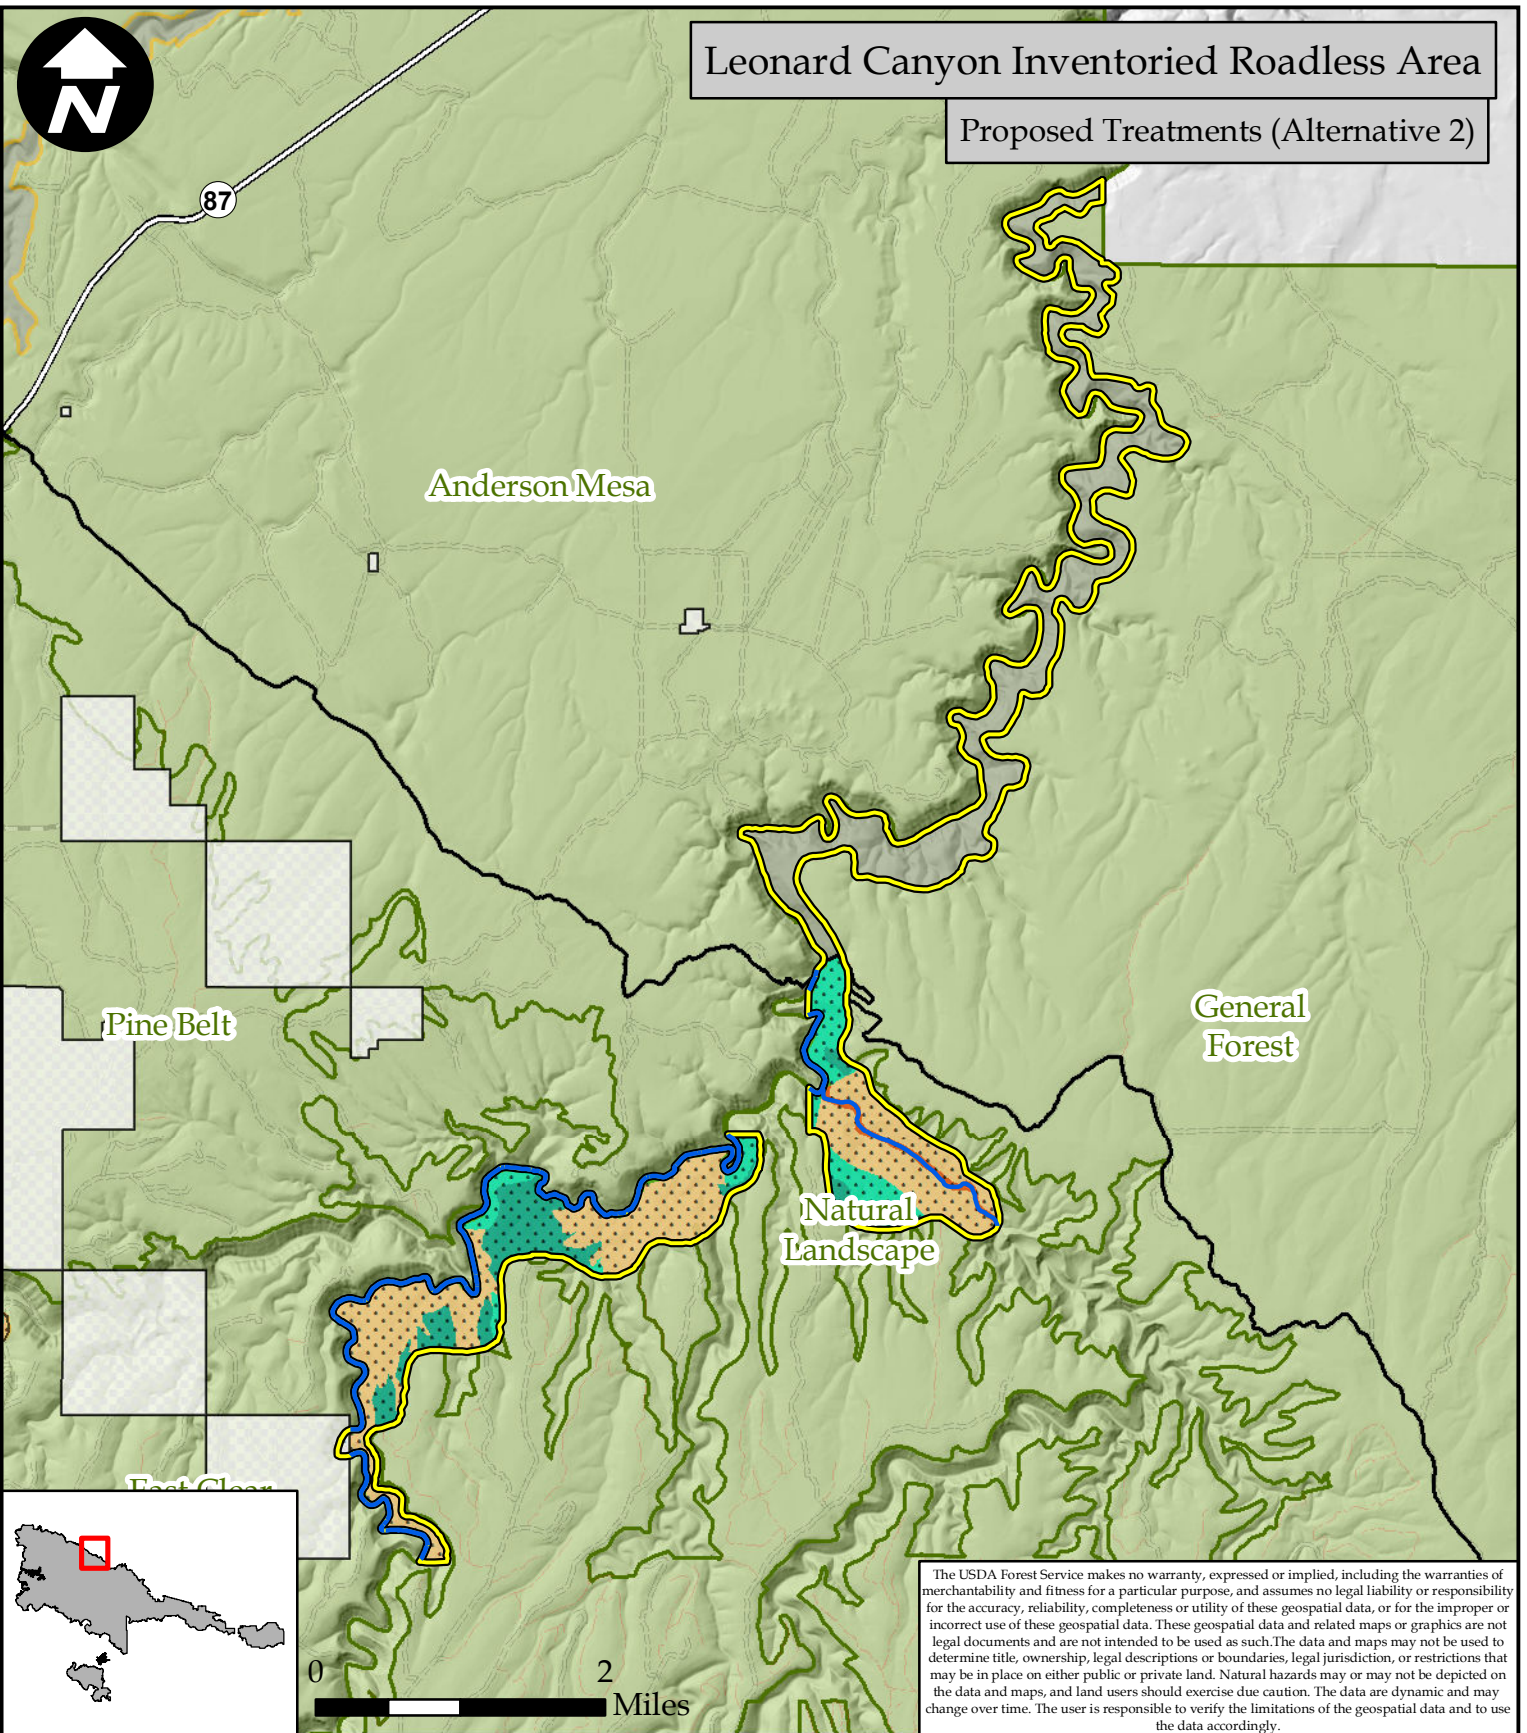 Leonard Canyon Inventoried Roadless Area
Proposed Treatments (Alternative 2)
N
87
Anderson Mesa
Pine Belt
General
Forest
Natural
Landscape
East Clear
0 2
Miles
The USDA Forest Service makes no warranty, expressed or implied, including the warranties of
merchantability and fitness for a particular purpose, and assumes no legal liability or responsibility
for the accuracy, reliability, completeness or utility of these geospatial data, or for the improper or
incorrect use of these geospatial data. These geospatial data and related maps or graphics are not
legal documents and are not intended to be used as such.The data and maps may not be used to
determine title, ownership, legal descriptions or boundaries, legal jurisdiction, or restrictions that
may be in place on either public or private land. Natural hazards may or may not be depicted on
the data and maps, and land users should exercise due caution. The data are dynamic and may
change over time. The user is responsible to verify the limitations of the geospatial data and to use
the data accordingly.